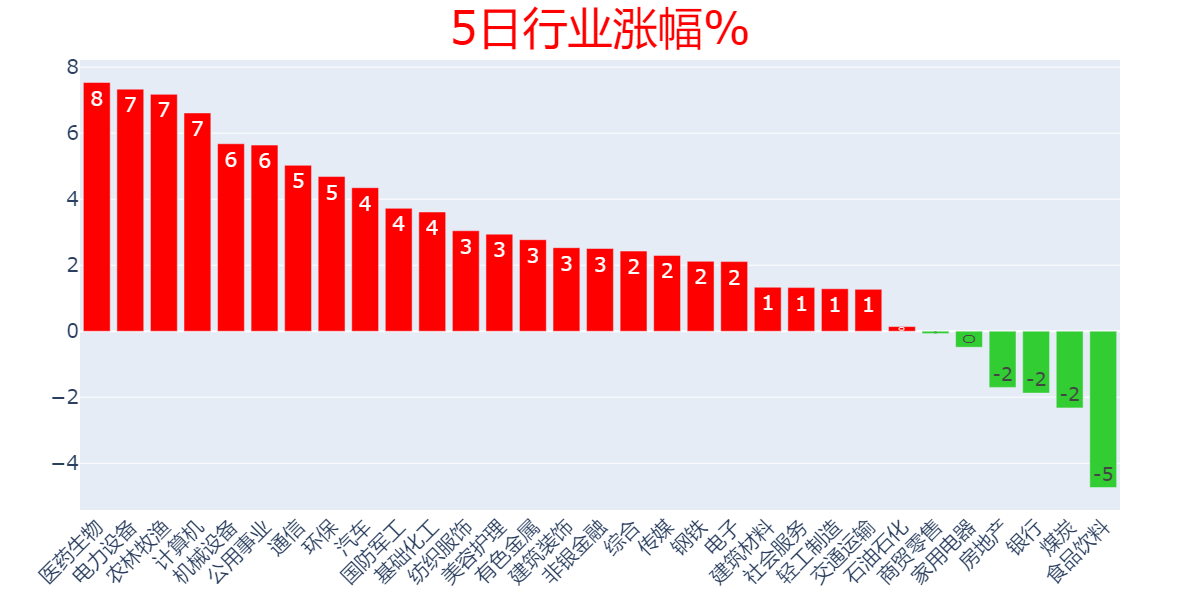 5日行业涨幅%
8
6
4
2
0
−2
−4
8 7 7 7 6 6 5 5 4 4 4 3 3 3 3 3 2 2 2 2 1 1 1 1 0 0 -2 -2 -2 -5
医药生物 电力设备 农林牧渔 计算机 机械设备 公用事业 通信 环保 汽车 国防军工 基础化工 纺织服饰 美容护理 有色金属 建筑装饰 非银金融 综合 传媒 钢铁 电子 建筑材料 社会服务 轻工制造 交通运输 石油石化 商贸零售 家用电器 房地产 银行 煤炭 食品饮料